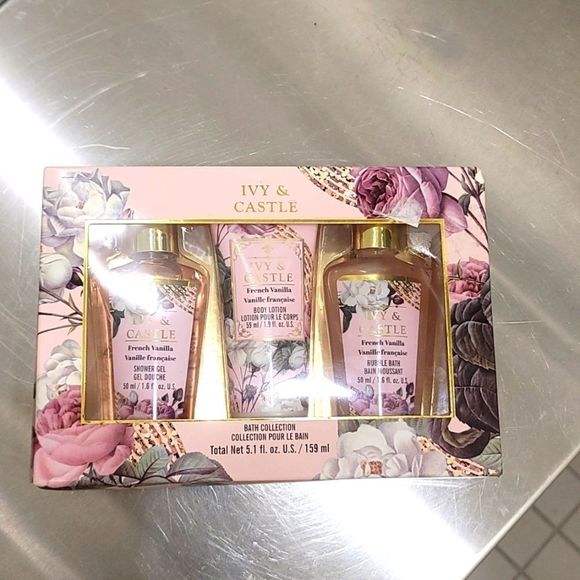 IVY &
CASTLE
IVY &
CASTLE
French Vanilla
Vanille française
SHOWER GEL
GEL DOUCHE
50 ml / 1.6 fl. oz. U.S.
IVY &
CASTLE
French Vanilla
Vanille française
BODY LOTION
LOTION POUR LE CORPS
59 ml / 1.9 fl. oz. U.S.
IVY &
CASTLE
French Vanilla
Vanille française
BUBBLE BATH
BAIN MOUSSANT
50 ml / 1.6 fl. oz. U.S.
BATH COLLECTION
COLLECTION POUR LE BAIN
Total Net 5.1 fl. oz. U.S. / 159 ml